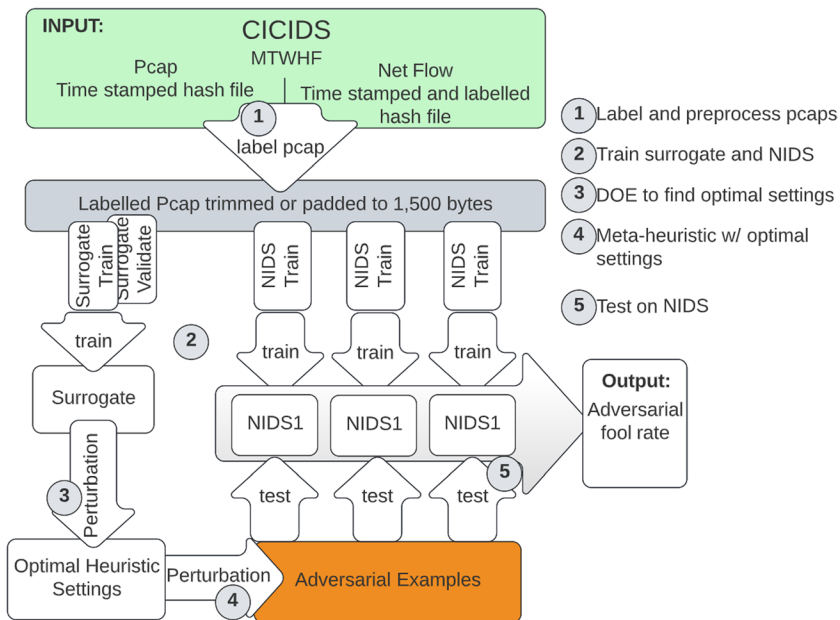 INPUT:
CICIDS
MTWHF
Pcap
Time stamped hash file
Net Flow
Time stamped and labelled
hash file
1
label pcap
Labelled Pcap trimmed or padded to 1,500 bytes
Surrogate
Train
Surrogate
Validate
NIDS
Train
NIDS
Train
NIDS
Train
train
2
train
train
train
Surrogate
NIDS1
NIDS1
NIDS1
Output:
Adversarial
fool rate
Perturbation
3
test
test
test
5
Optimal Heuristic
Settings
Perturbation
4
Adversarial Examples
1 Label and preprocess pcaps
2 Train surrogate and NIDS
3 DOE to find optimal settings
4 Meta-heuristic w/ optimal
settings
5 Test on NIDS